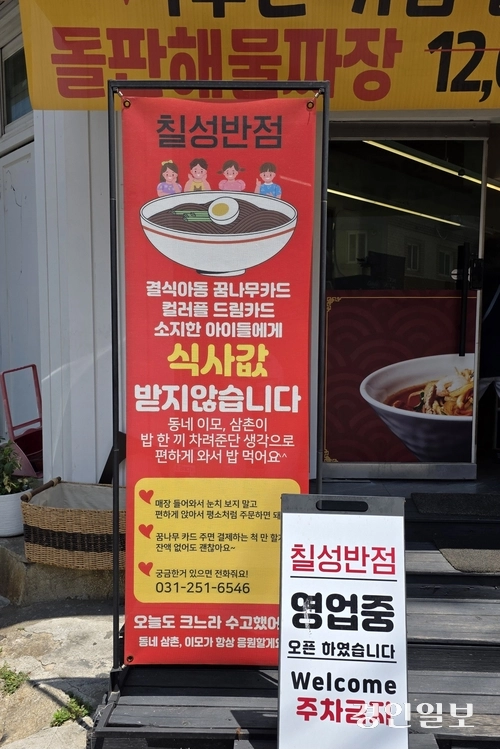 돌판해물짜장 12,
칠성반점
결식아동 꿈나무카드
컬러풀 드림카드
소지한 아이들에게
식사값
받지않습니다
동네 이모, 삼촌이
밥 한 끼 차려준단 생각으로
편하게 와서 밥 먹어요^^
매장 들어와서 눈치 보지 말고
편하게 앉아서 평소처럼 주문하면 돼
꿈나무 카드 주면 결제하는 척 만 할
잔액 없어도 괜찮아요~
궁금한거 있으면 전화줘요!
031-251-6546
오늘도 크느라 수고했어
동네 삼촌, 이모가 항상 응원할게
칠성반점
영업중
오픈 하였습니다
Welcome
주차금지
경인일보